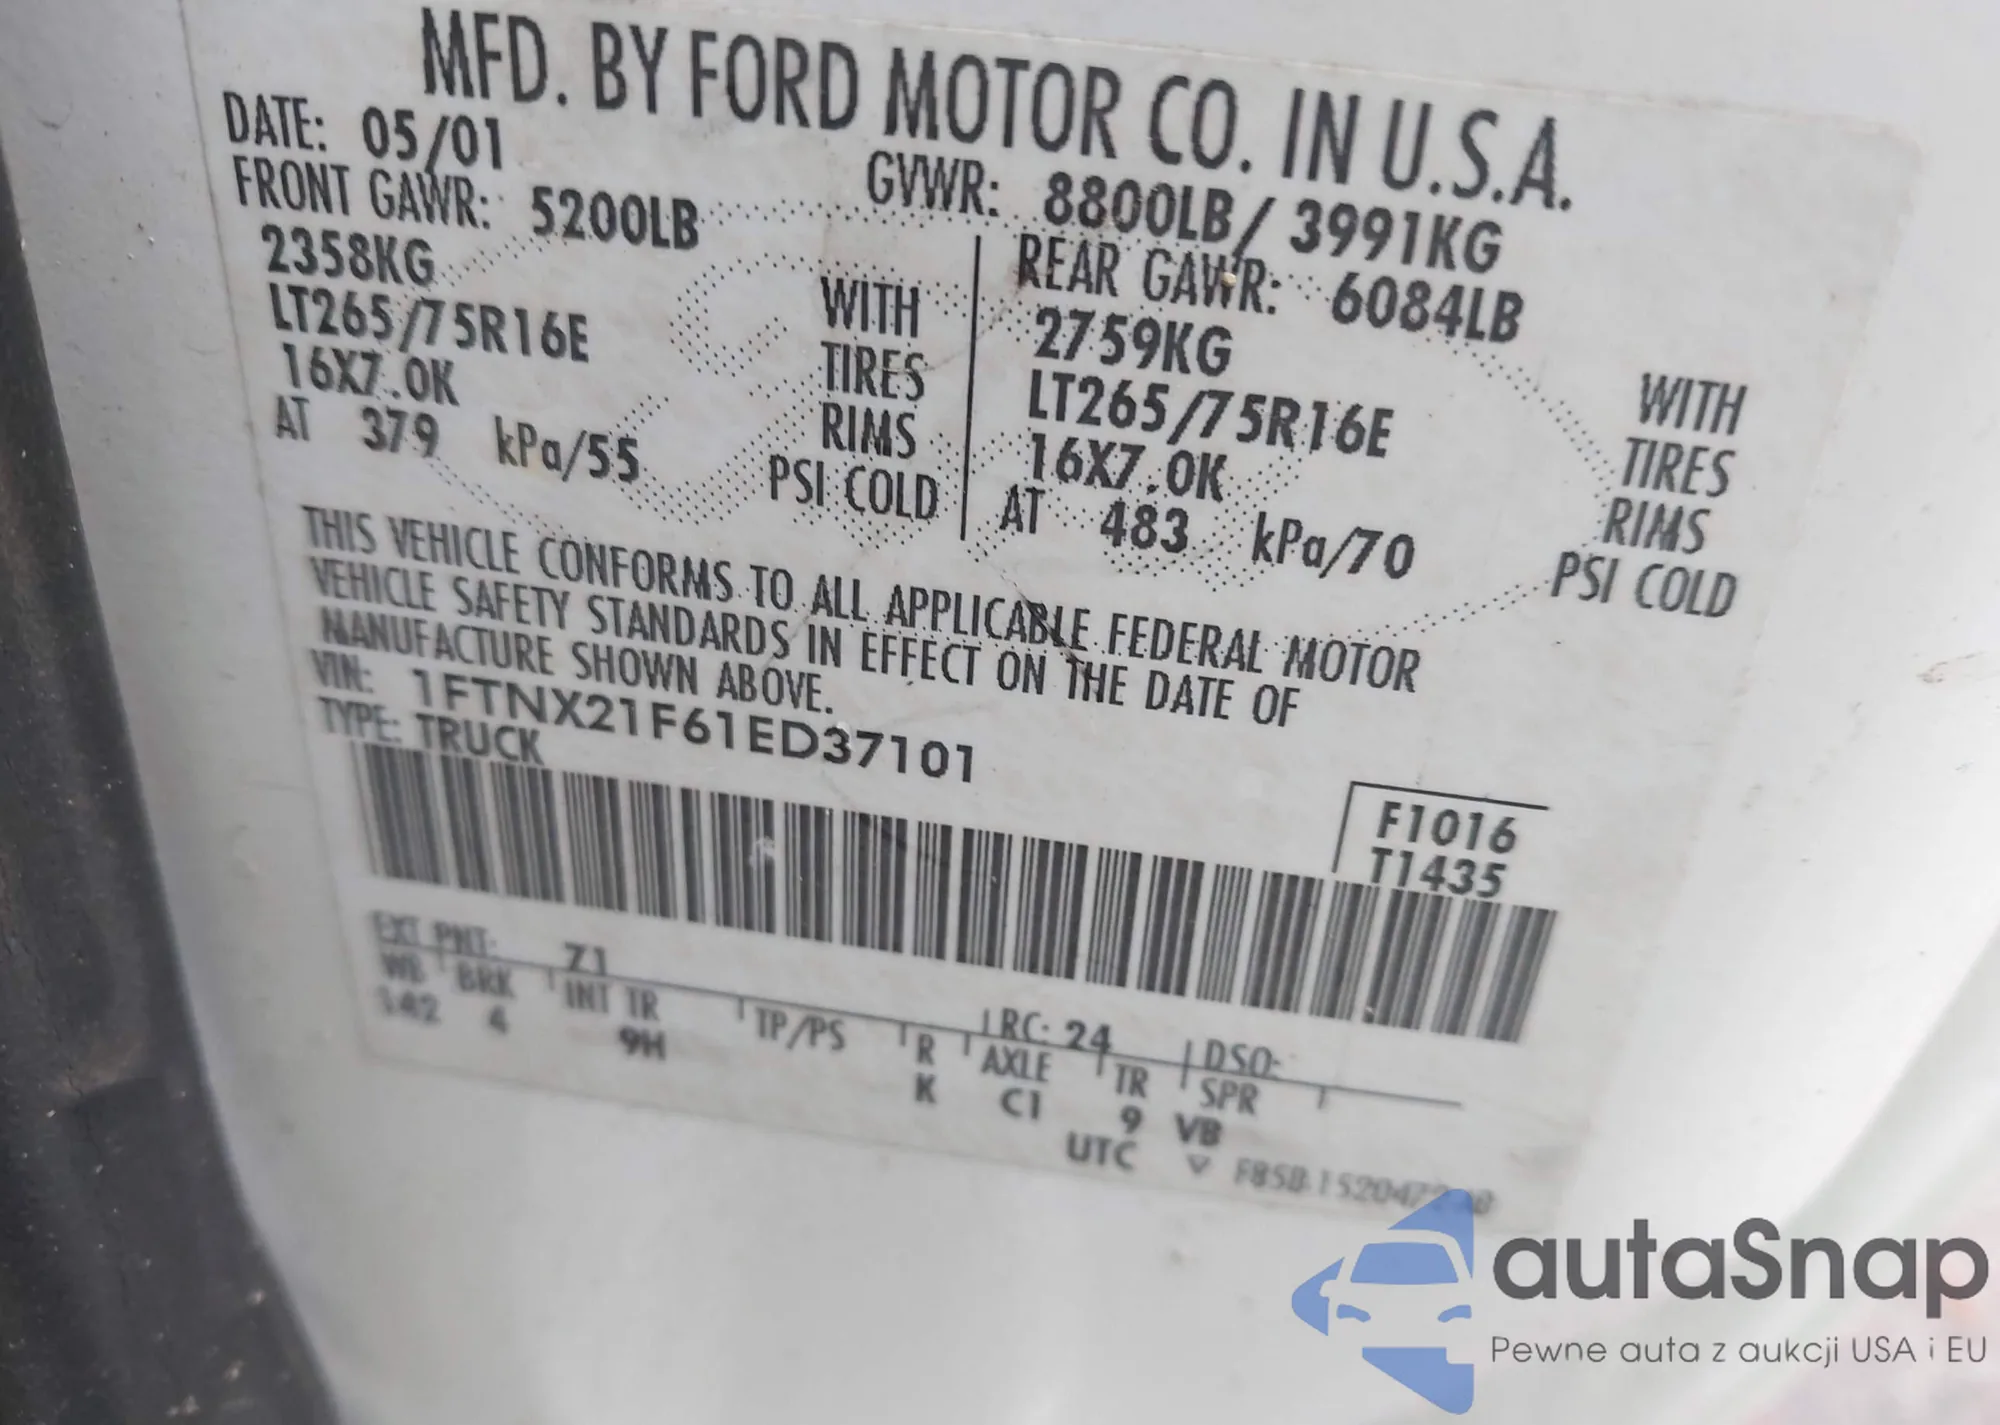 MFD. BY FORD MOTOR CO. IN U.S.A.
DATE: 05/01 GVWR: 8800LB/ 3991KG
FRONT GAWR: 5200LB REAR GAWR: 6084LB
2358KG WITH 2759KG WITH
LT265/75R16E TIRES LT265/75R16E TIRES
16X7.0K RIMS 16X7.0K RIMS
AT 379 kPa/55 PSI COLD AT 483 kPa/70 PSI COLD
THIS VEHICLE CONFORMS TO ALL APPLICABLE FEDERAL MOTOR
VEHICLE SAFETY STANDARDS IN EFFECT ON THE DATE OF
MANUFACTURE SHOWN ABOVE.
VIN: 1FTNX21F61ED37101
TYPE: TRUCK
F1016
T1435
EXT PNT: Z1 RC: 24 DSO:
WB BRK INT TR TP/PS R AXLE TR SPR
142 4 9H K C1 9 VB
UTC
autaSnap
Pewne auta z aukcji USA i EU